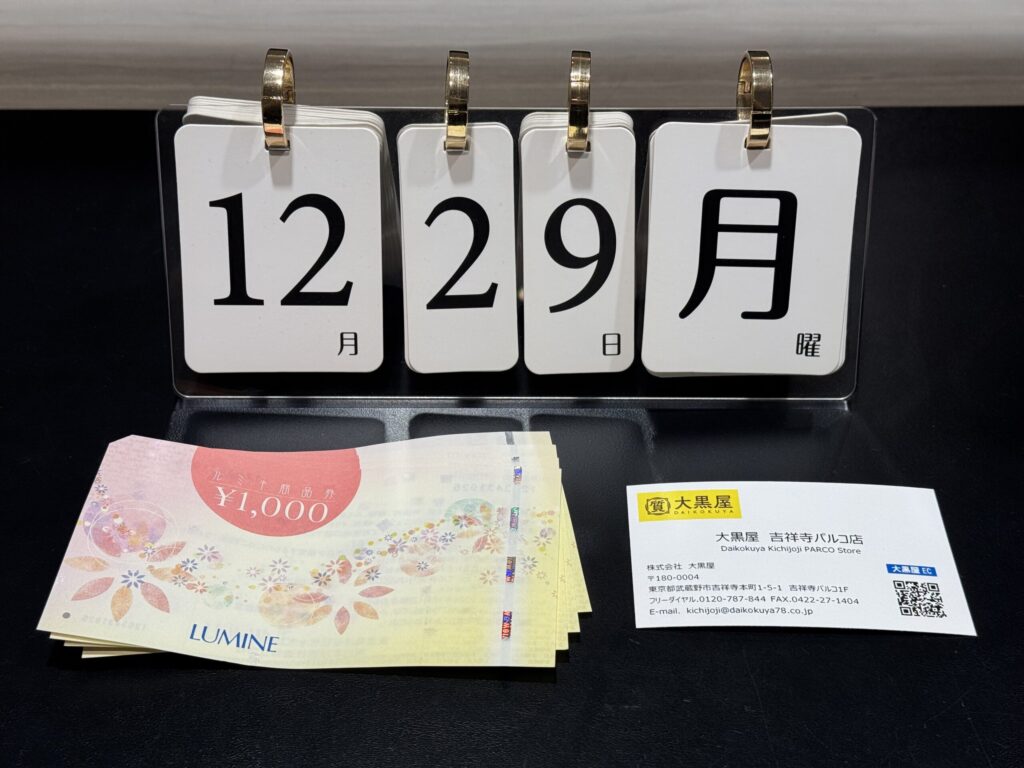 12
月
2
9
日
月
曜
ルミネ商品券
¥1,000
LUMINE
質 大黒屋
DAIKOKUYA
大黒屋 吉祥寺パルコ店
Daikokuya Kichijoji PARCO Store
大黒屋 EC
株式会社 大黒屋
〒180-0004
東京都武蔵野市吉祥寺本町1-5-1 吉祥寺パルコ1F
フリーダイヤル.0120-787-844 FAX.0422-27-1404
E-mail. kichijoji@daikokuya78.co.jp